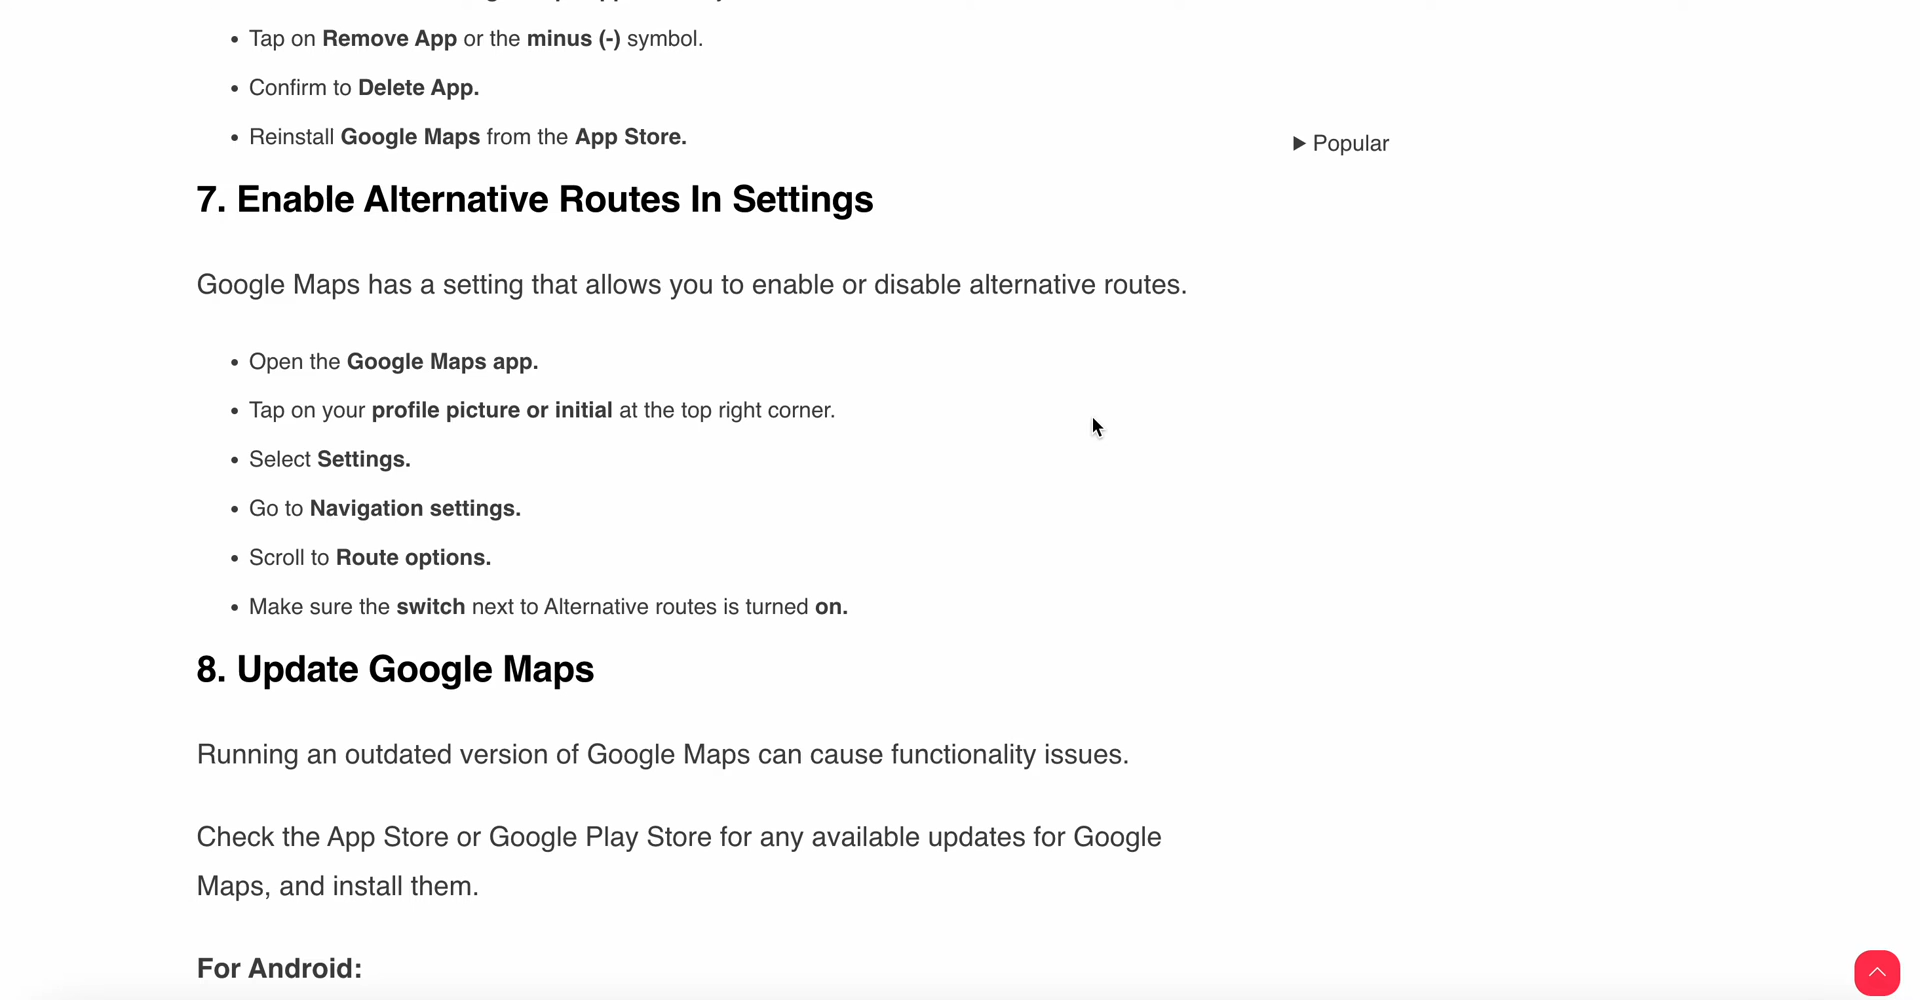 Tap on Remove App or the minus (-) symbol.
Confirm to Delete App.
Reinstall Google Maps from the App Store.
▶ Popular
7. Enable Alternative Routes In Settings
Google Maps has a setting that allows you to enable or disable alternative routes.
Open the Google Maps app.
Tap on your profile picture or initial at the top right corner.
Select Settings.
Go to Navigation settings.
Scroll to Route options.
Make sure the switch next to Alternative routes is turned on.
8. Update Google Maps
Running an outdated version of Google Maps can cause functionality issues.
Check the App Store or Google Play Store for any available updates for Google
Maps, and install them.
For Android: